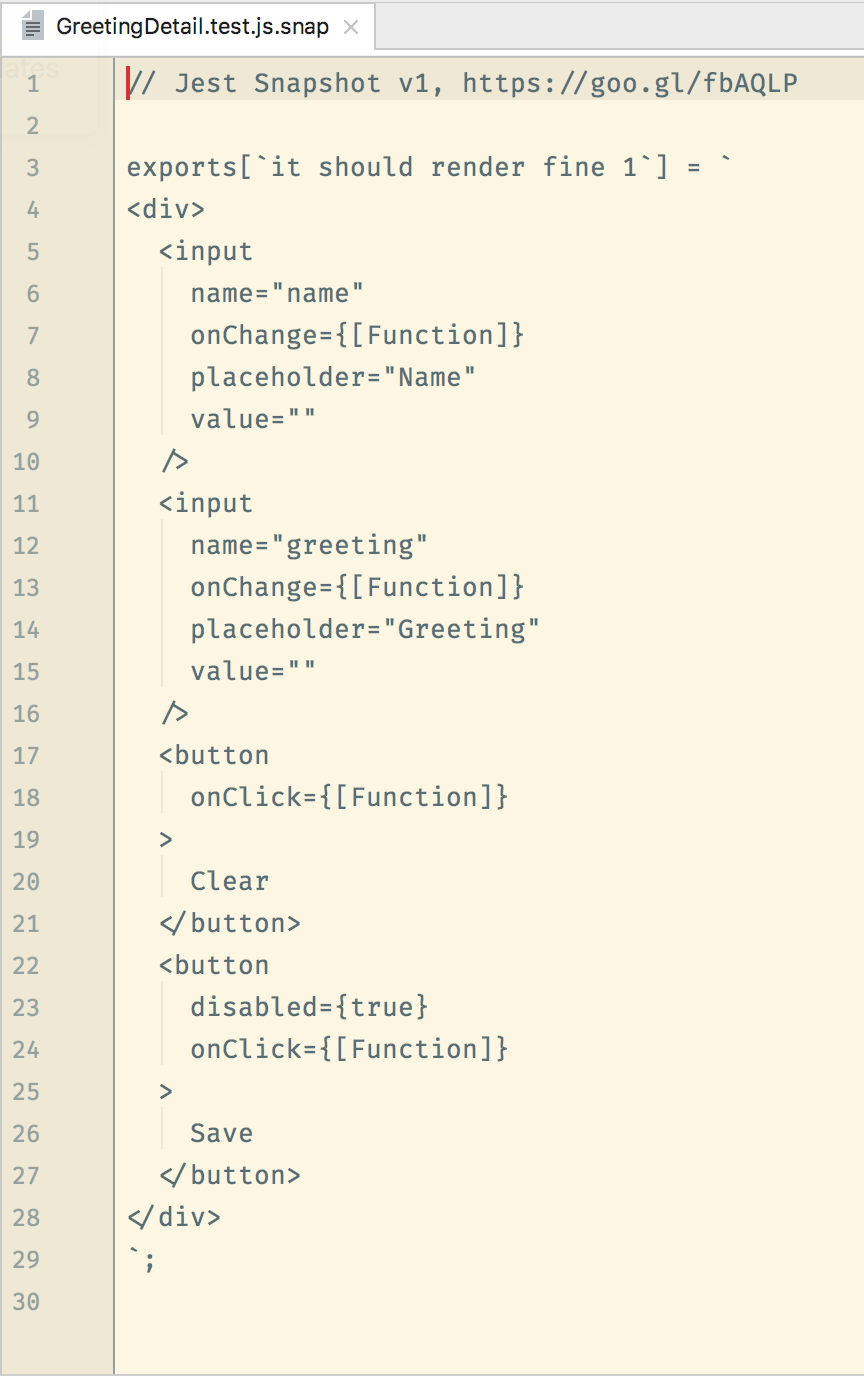 GreetingDetail.test.js.snap
1 // Jest Snapshot v1, https://goo.gl/fbAQLP
2
3 exports[`it should render fine 1`] = `
4 <div>
5   <input
6     name="name"
7     onChange={[Function]}
8     placeholder="Name"
9     value=""
10   />
11   <input
12     name="greeting"
13     onChange={[Function]}
14     placeholder="Greeting"
15     value=""
16   />
17   <button
18     onClick={[Function]}
19   >
20     Clear
21   </button>
22   <button
23     disabled={true}
24     onClick={[Function]}
25   >
26     Save
27   </button>
28 </div>
29 `;
30